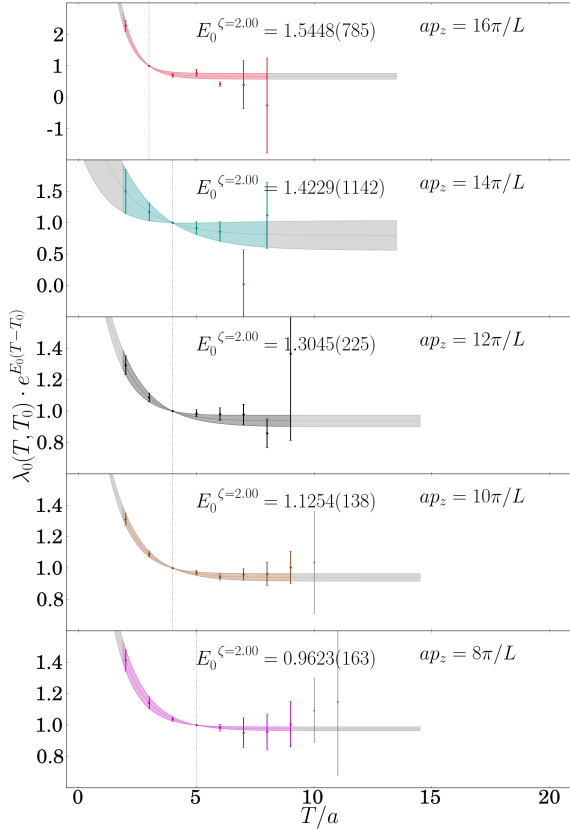 2
1
0
-1
E_0^{ζ=2.00} = 1.5448(785)
ap_z = 16π/L
1.5
1.0
0.5
0.0
E_0^{ζ=2.00} = 1.4229(1142)
ap_z = 14π/L
1.4
1.2
1.0
0.8
E_0^{ζ=2.00} = 1.3045(225)
ap_z = 12π/L
1.4
1.2
1.0
0.8
E_0^{ζ=2.00} = 1.1254(138)
ap_z = 10π/L
1.4
1.2
1.0
0.8
E_0^{ζ=2.00} = 0.9623(163)
ap_z = 8π/L
λ_0(T, T_0) · e^{E_0(T−T_0)}
0 5 10 15 20
T/a